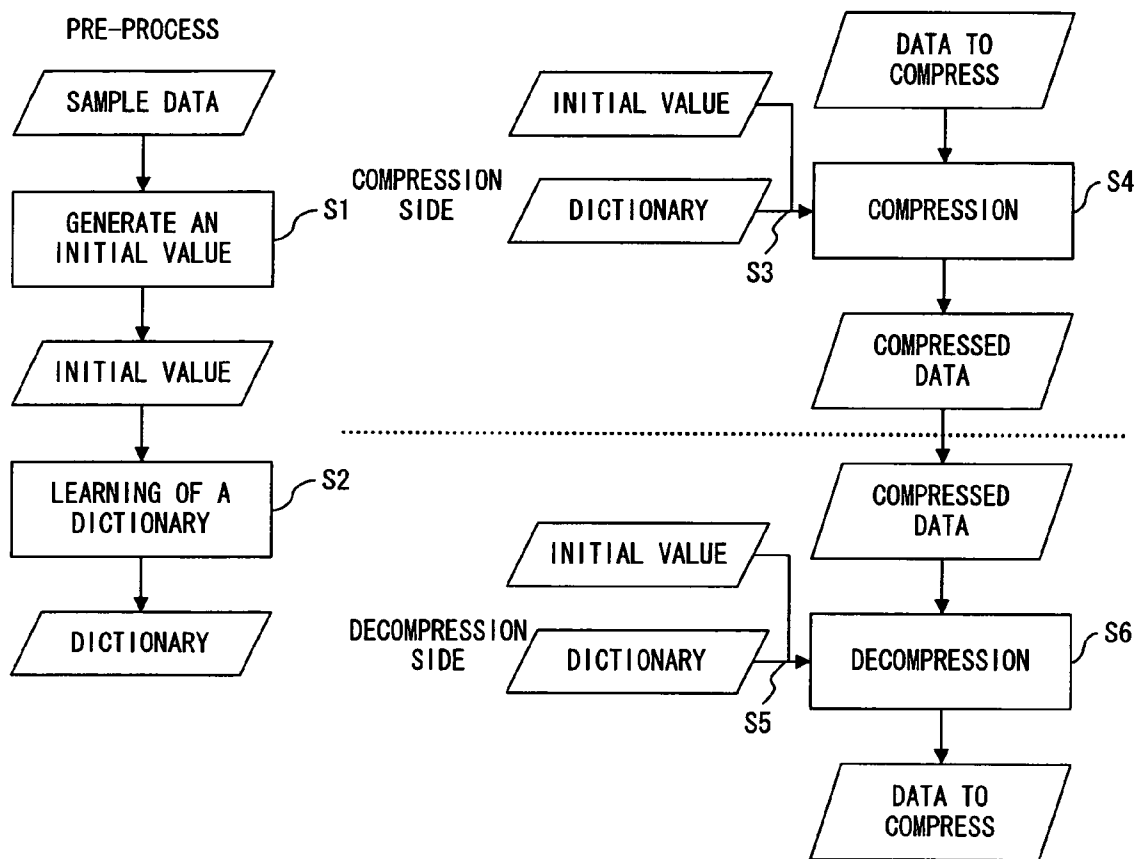 PRE-PROCESS
SAMPLE DATA
GENERATE AN
INITIAL VALUE
S1
INITIAL VALUE
LEARNING OF A
DICTIONARY
S2
DICTIONARY
DATA TO
COMPRESS
INITIAL VALUE
COMPRESSION
SIDE
DICTIONARY
S3
COMPRESSION
S4
COMPRESSED
DATA
COMPRESSED
DATA
INITIAL VALUE
DECOMPRESSION
SIDE
DICTIONARY
S5
DECOMPRESSION
S6
DATA TO
COMPRESS